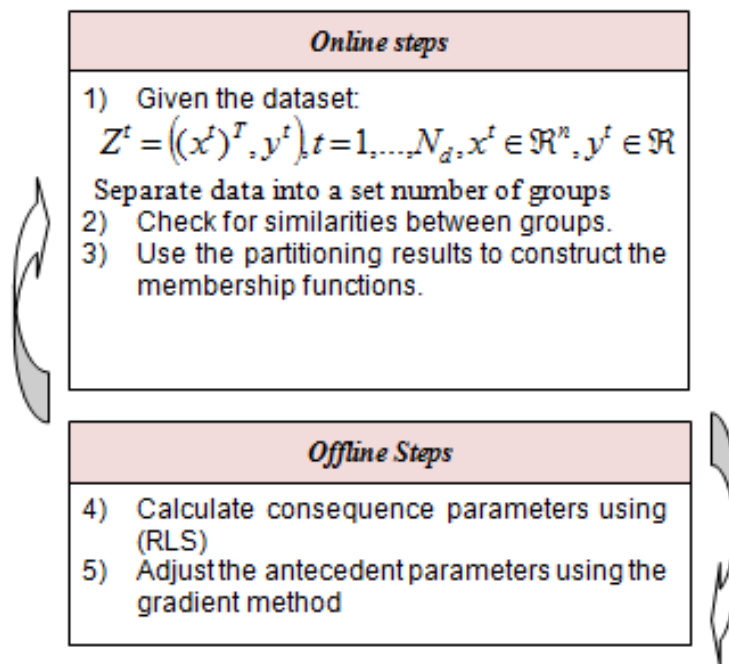 Online steps
1) Given the dataset:
Z^t = ((x^t)^T, y^t), t = 1,...,N_d, x^t ∈ ℜ^n, y^t ∈ ℜ
Separate data into a set number of groups
2) Check for similarities between groups.
3) Use the partitioning results to construct the
membership functions.
Offline Steps
4) Calculate consequence parameters using
(RLS)
5) Adjust the antecedent parameters using the
gradient method